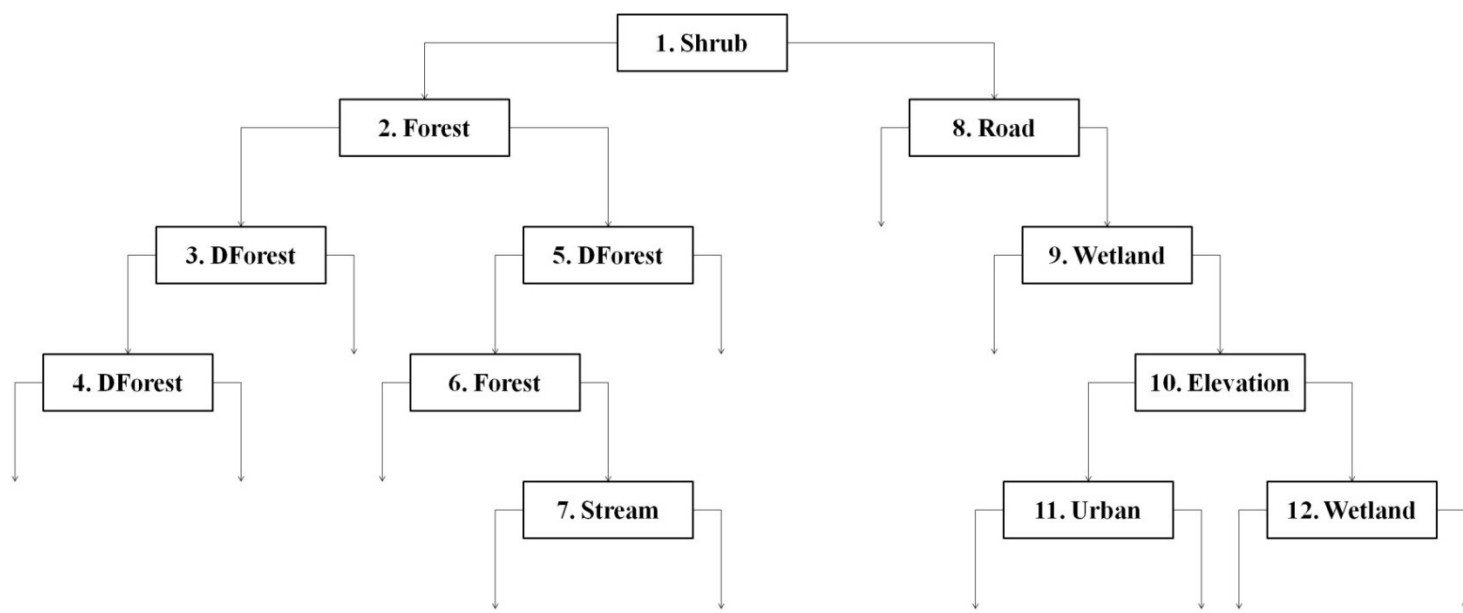 1. Shrub
2. Forest
8. Road
3. DForest
5. DForest
9. Wetland
4. DForest
6. Forest
10. Elevation
7. Stream
11. Urban
12. Wetland